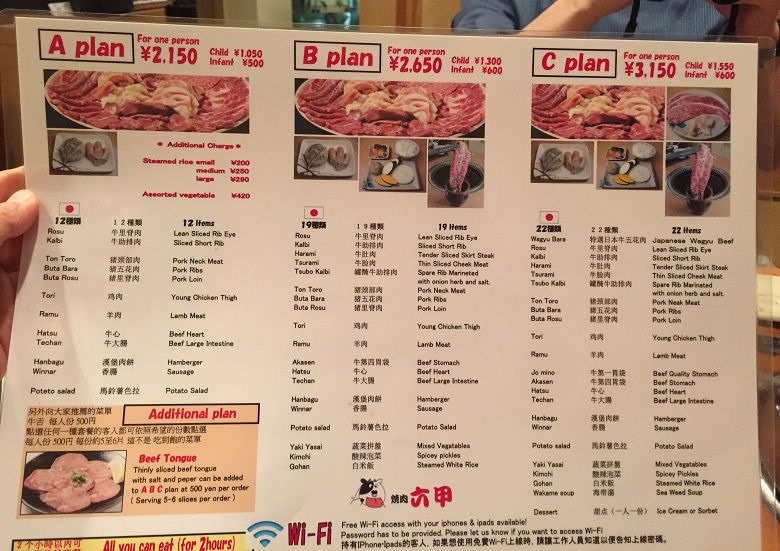 A plan
For one person
¥2,150
Child ¥1.050
Infant ¥500
* Additional Charge *
Steamed rice small ¥200
medium ¥250
large ¥290
Assorted vegetable ¥420
12種類 12種類 12 Items
Rosu 牛里脊肉 Lean Sliced Rib Eye
Kalbi 牛助排肉 Sliced Short Rib
Ton Toro 猪颈部肉 Pork Neck Meat
Buta Bara 猪五花肉 Pork Ribs
Buta Rosu 猪里脊肉 Pork Loin
Tori 鸡肉 Young Chicken Thigh
Ramu 羊肉 Lamb Meat
Hatsu 牛心 Beef Heart
Techan 牛大腸 Beef Large Intestine
Hanbagu 漢堡肉餅 Hamberger
Winnar 香腸 Sausage
Poteto salad 馬鈴薯色拉 Potato Salad
另外向大家推薦的菜單
牛舌 每人份 500円
點選任何一種套餐的客人都可依照希望的份數點選
每人份 500円 每份約5至6片 這不是 吃到飽的菜單
Additional plan
Beef Tongue
Thinly sliced beef tongue
with salt and peper can be added
to A B C plan at 500 yen per order
( Serving 5-6 slices per order )
2 个小時以内可
All you can eat (for 2hours)
B plan
For one person
¥2,650
Child ¥1.300
Infant ¥600
19種類 19種類 19 Items
Rosu 牛里脊肉 Lean Sliced Rib Eye
Kalbi 牛助排肉 Sliced Short Rib
Harami 牛肚肉 Tender Sliced Skirt Steak
Tsurami 牛脸肉 Thin Sliced Cheek Meat
Tsubo Kalbi 罐醃牛助排肉 Spare Rib Marineted
with onion herb and salt.
Ton Toro 猪颈部肉 Pork Neck Meat
Buta Bara 猪五花肉 Pork Ribs
Buta Rosu 猪里脊肉 Pork Loin
Tori 鸡肉 Young Chicken Thigh
Ramu 羊肉 Lamb Meat
Akasen 牛第四胃袋 Beef Stomach
Hatsu 牛心 Beef Heart
Techan 牛大腸 Beef Large Intestine
Hanbagu 漢堡肉餅 Hamberger
Winnar 香腸 Sausage
Poteto salad 馬鈴薯色拉 Potato Salad
Yaki Yasai 蔬菜拼盤 Mixed Vegetables
Kimchi 酸辣泡菜 Spicey pickles
Gohan 白米飯 Steamed White Rice
C plan
For one person
¥3,150
Child ¥1.550
Infant ¥600
22種類 22種類 22 Items
Wagyu Bara 特選日本牛五花肉 Japanese Wagyu Beef
Rosu 牛里脊肉 Lean Sliced Rib Eye
Kalbi 牛助排肉 Sliced Short Rib
Harami 牛肚肉 Tender Sliced Skirt Steak
Tsurami 牛脸肉 Thin Sliced Cheek Meat
Tsubo Kalbi 罐醃牛助排肉 Spare Rib Marinated
with onion herb and salt.
Ton Toro 猪颈部肉 Pork Neak Meat
Buta Bara 猪五花肉 Pork Ribs
Buta Rosu 猪里脊肉 Pork Loin
Tori 鸡肉 Young Chicken Thigh
Ramu 羊肉 Lamb Meat
Jo mino 牛第一胃袋 Beef Quality Stomach
Akasen 牛第四胃袋 Beef Stomach
Hatsu 牛心 Beef Heart
Techan 牛大腸 Beef Large Intestine
Hanbagu 漢堡肉餅 Hamburger
Winnar 香腸 Sausage
Poteto salad 馬鈴薯色拉 Potato Salad
Yaki Yasai 蔬菜拼盤 Mixed Vegatables
Kimuchi 酸辣泡菜 Spicey pickles
Gohan 白米飯 Steamed White Rice
Wakame soup 海帯湯 Sea Weed Soup
Dessert 甜点（一人一份） Ice Cream or Sorbet
焼肉 六甲
Wi-Fi
Free Wi-Fi access with your iphones & ipads available!
Password has to be provided. Please let us know if you want to access Wi-Fi.
持有IPhone·Ipads的客人, 如果想使用免費Wi-Fi上線時, 請讓工作人員知道以便告知上線密碼。